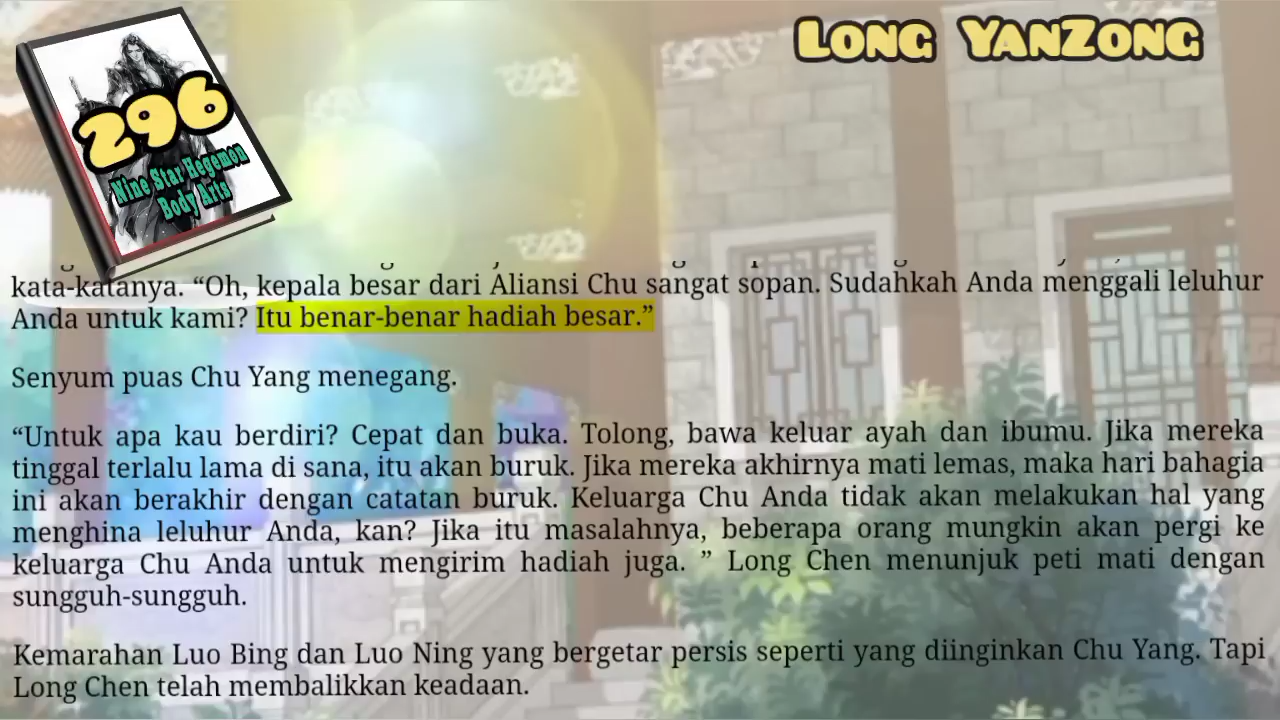 Long YanZong
296
Nine Star Hegemon
Body Arts
kata-katanya. “Oh, kepala besar dari Aliansi Chu sangat sopan. Sudahkah Anda menggali leluhur
Anda untuk kami? Itu benar-benar hadiah besar.”
Senyum puas Chu Yang menegang.
“Untuk apa kau berdiri? Cepat dan buka. Tolong, bawa keluar ayah dan ibumu. Jika mereka
tinggal terlalu lama di sana, itu akan buruk. Jika mereka akhirnya mati lemas, maka hari bahagia
ini akan berakhir dengan catatan buruk. Keluarga Chu Anda tidak akan melakukan hal yang
menghina leluhur Anda, kan? Jika itu masalahnya, beberapa orang mungkin akan pergi ke
keluarga Chu Anda untuk mengirim hadiah juga. ” Long Chen menunjuk peti mati dengan
sungguh-sungguh.
Kemarahan Luo Bing dan Luo Ning yang bergetar persis seperti yang diinginkan Chu Yang. Tapi
Long Chen telah membalikkan keadaan.